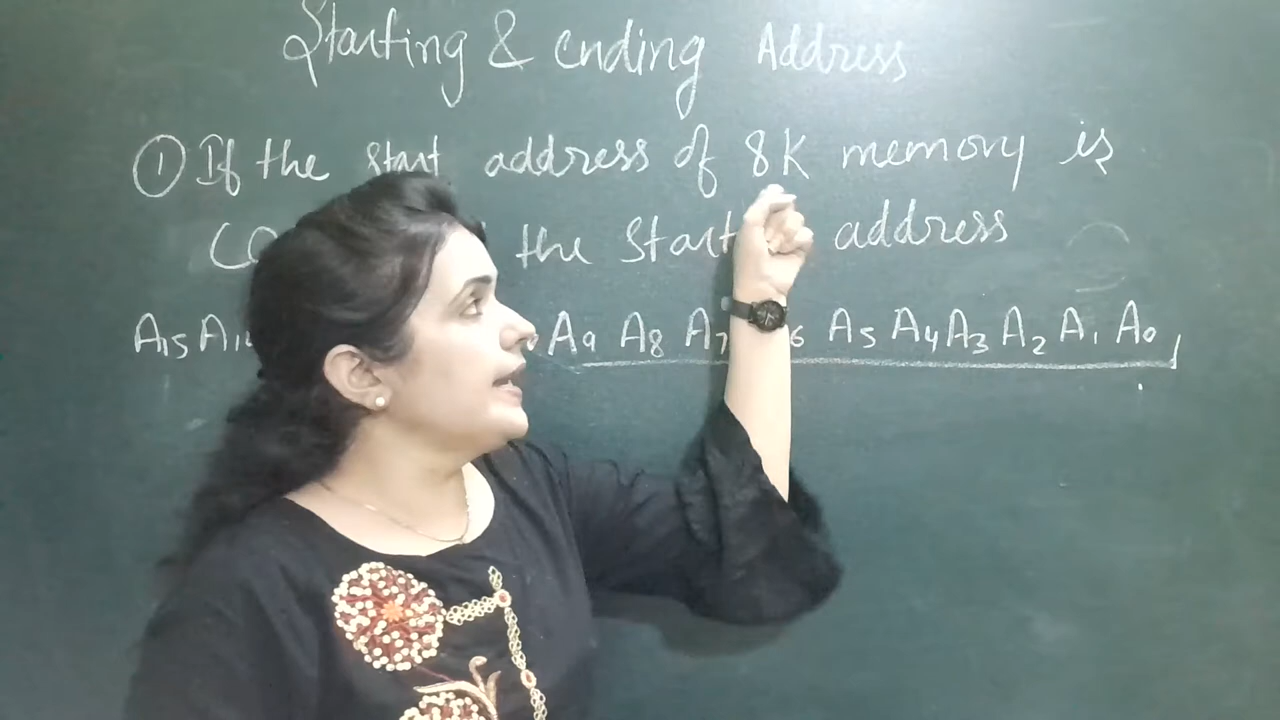 Starting & ending Address
① If the start address of 8K memory is
the Start address
A15 A9 A8 A7 A5 A4 A3 A2 A1 A0